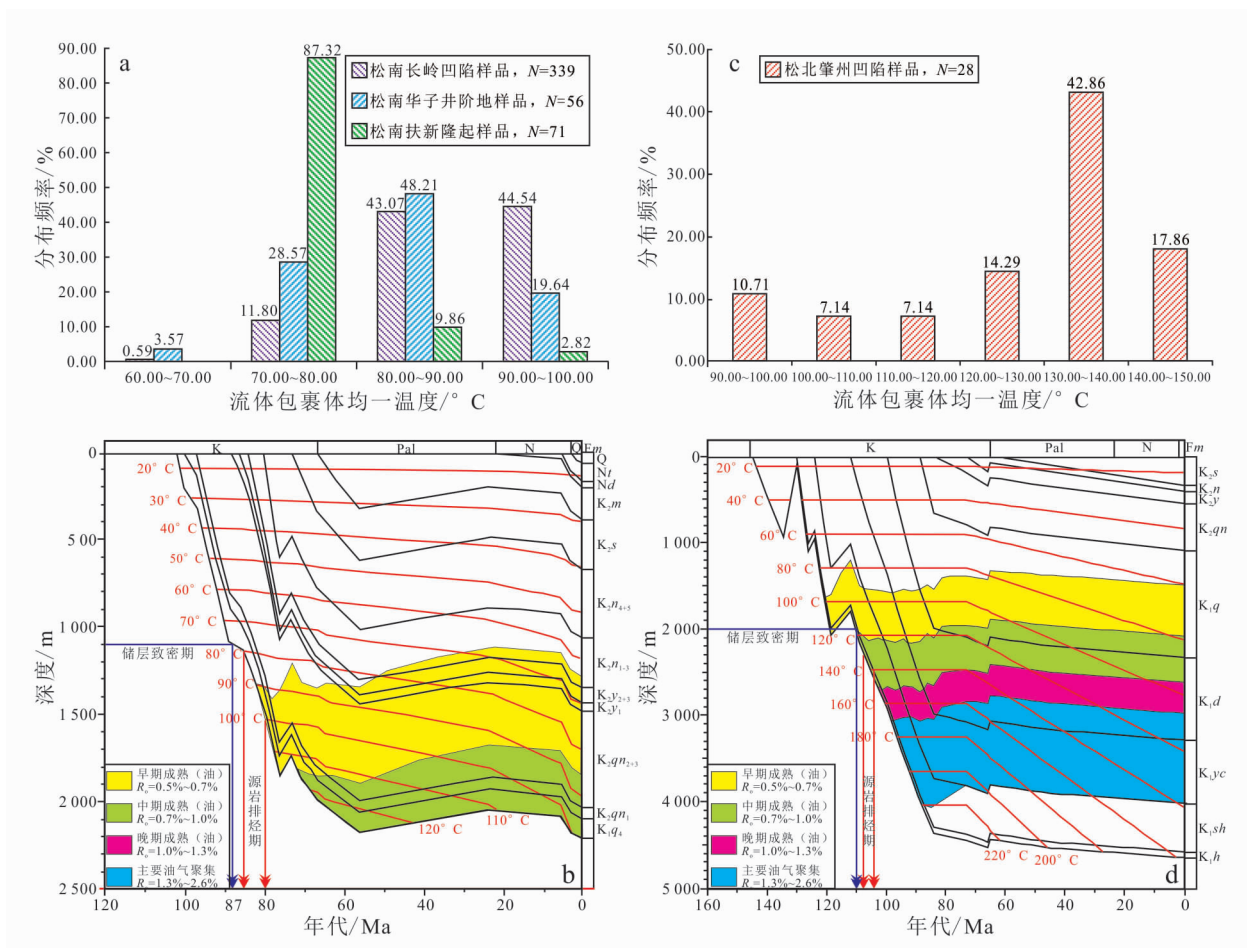 a
90.00
80.00
70.00
60.00
50.00
40.00
30.00
20.00
10.00
0.00
分布频率/%
松南长岭凹陷样品，N=339
松南华子井阶地样品，N=56
松南扶新隆起样品，N=71
0.59
3.57
11.80
28.57
87.32
43.07
48.21
9.86
44.54
19.64
2.82
60.00~70.00
70.00~80.00
80.00~90.00
90.00~100.00
流体包裹体均一温度/° C
c
50.00
40.00
30.00
20.00
10.00
0.00
分布频率/%
松北肇州凹陷样品，N=28
10.71
7.14
7.14
14.29
42.86
17.86
90.00~100.00
100.00~110.00
110.00~120.00
120.00~130.00
130.00~140.00
140.00~150.00
流体包裹体均一温度/° C
K
Pal
N
Q
Fm
0
500
1 000
1 500
2 000
2 500
深度/m
20° C
30° C
40° C
50° C
60° C
70° C
80° C
90° C
100° C
110° C
120° C
储层致密期
源岩排烃期
Q
Nt
Nd
K₂m
K₂s
K₂n₄₊₅
K₂n₁₋₃
K₂y₂₊₃
K₂y₁
K₂qn₂₊₃
K₂qn₁
K₁q₄
早期成熟（油）
Rₒ=0.5%~0.7%
中期成熟（油）
Rₒ=0.7%~1.0%
晚期成熟（油）
Rₒ=1.0%~1.3%
主要油气聚集
Rₒ=1.3%~2.6%
b
120
100
87
80
60
40
20
0
年代/Ma
K
Pal
N
Fm
0
1 000
2 000
3 000
4 000
5 000
深度/m
20° C
40° C
60° C
80° C
100° C
120° C
140° C
160° C
180° C
200° C
220° C
储层致密期
源岩排烃期
K₂s
K₂n
K₂y
K₂qn
K₁q
K₁d
K₁yc
K₁sh
K₁h
早期成熟（油）
Rₒ=0.5%~0.7%
中期成熟（油）
Rₒ=0.7%~1.0%
晚期成熟（油）
Rₒ=1.0%~1.3%
主要油气聚集
Rₒ=1.3%~2.6%
d
160
140
120
100
80
60
40
20
0
年代/Ma